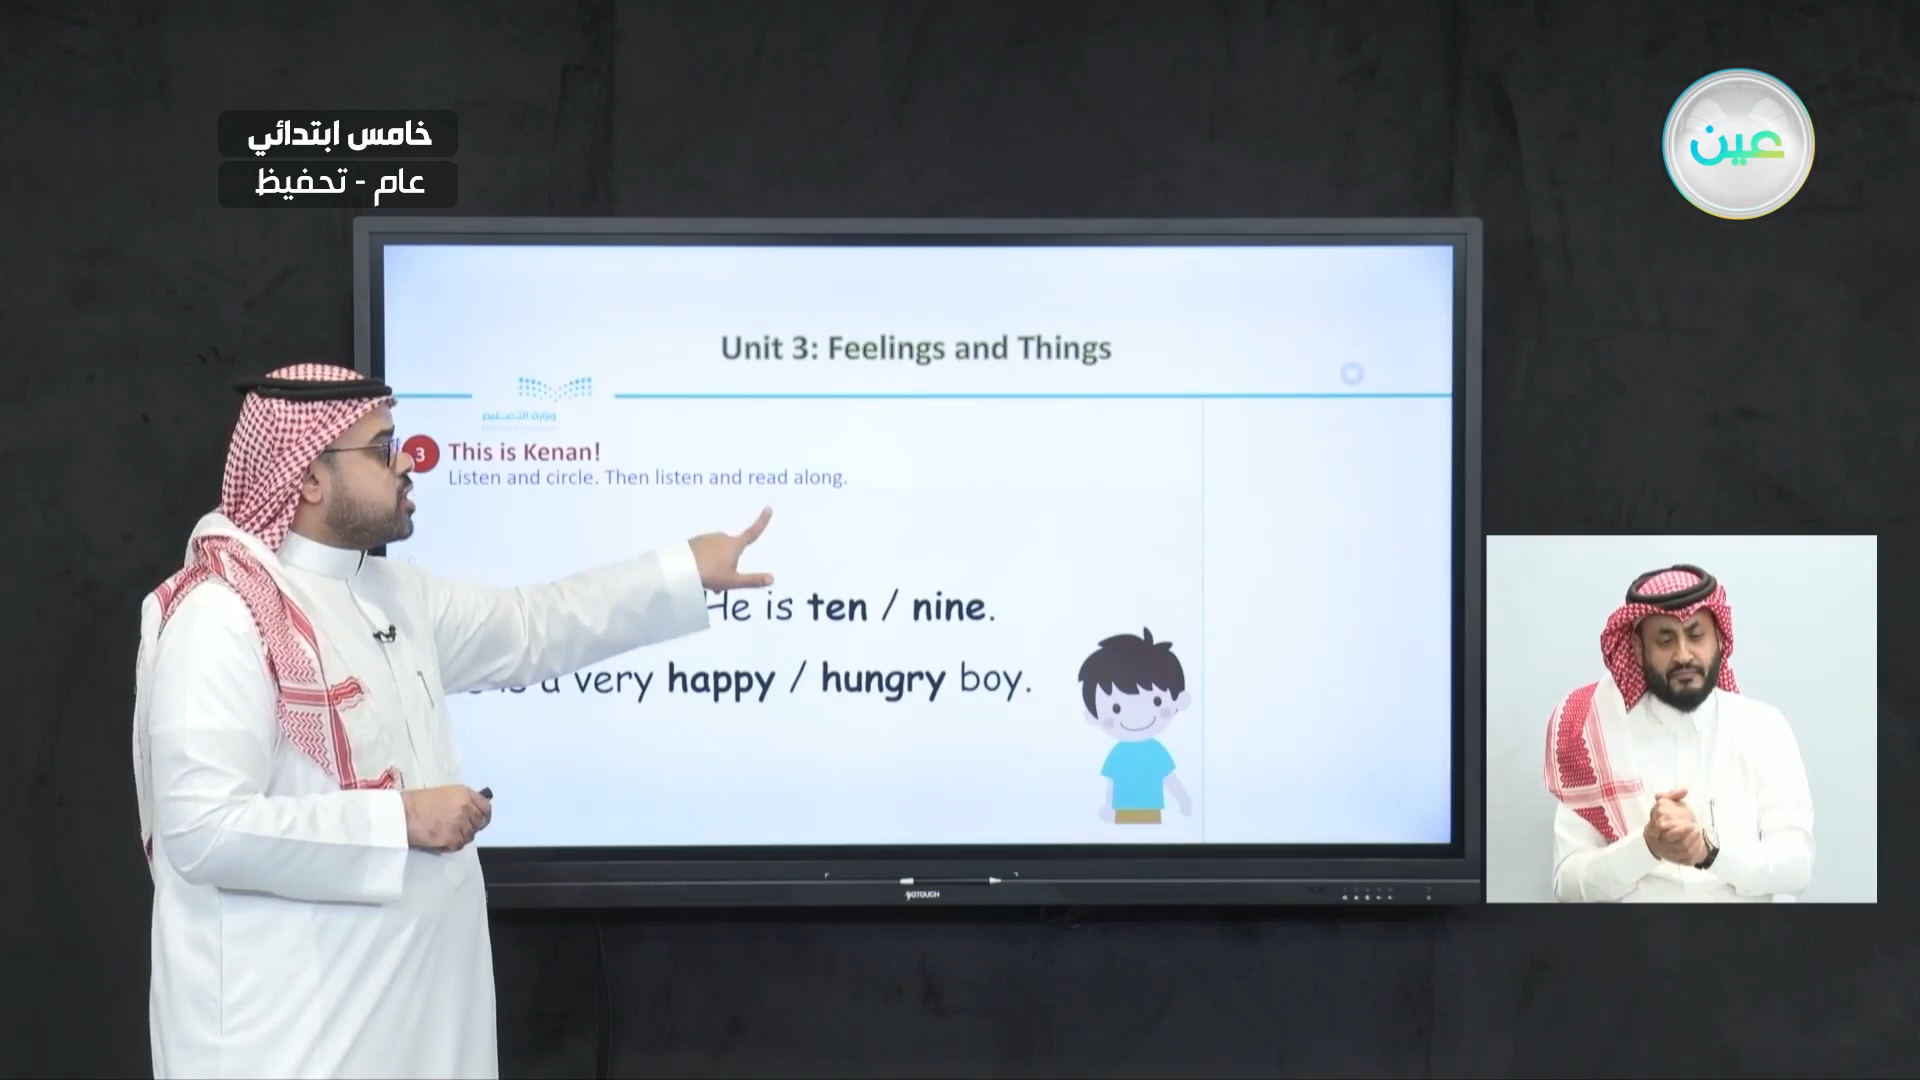 خامس ابتدائي
عام - تحفيظ
عين
Unit 3: Feelings and Things
وزارة التعليم
3 This is Kenan!
Listen and circle. Then listen and read along.
He is ten / nine.
a very happy / hungry boy.